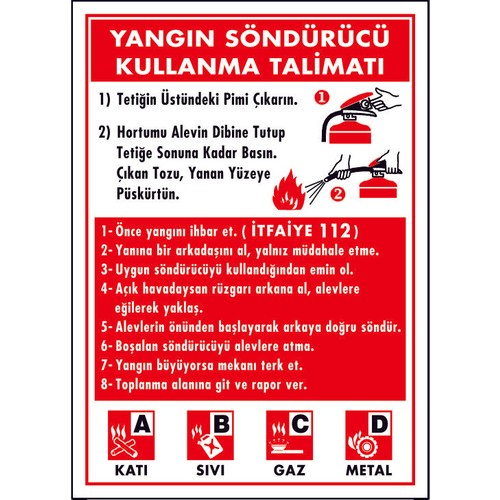 YANGIN SÖNDÜRÜCÜ
KULLANMA TALİMATI
1) Tetiğin Üstündeki Pimi Çıkarın.
1
2) Hortumu Alevin Dibine Tutup
Tetiğe Sonuna Kadar Basın.
Çıkan Tozu, Yanan Yüzeye
Püskürtün.
2
1- Önce yangını ihbar et. ( İTFAİYE 112 )
2- Yanına bir arkadaşını al, yalnız müdahale etme.
3- Uygun söndürücüyü kullandığından emin ol.
4- Açık havadaysan rüzgarı arkana al, alevlere
eğilerek yaklaş.
5- Alevlerin önünden başlayarak arkaya doğru söndür.
6- Boşalan söndürücüyü alevlere atma.
7- Yangın büyüyorsa mekanı terk et.
8- Toplanma alanına git ve rapor ver.
A B C D
KATI SIVI GAZ METAL